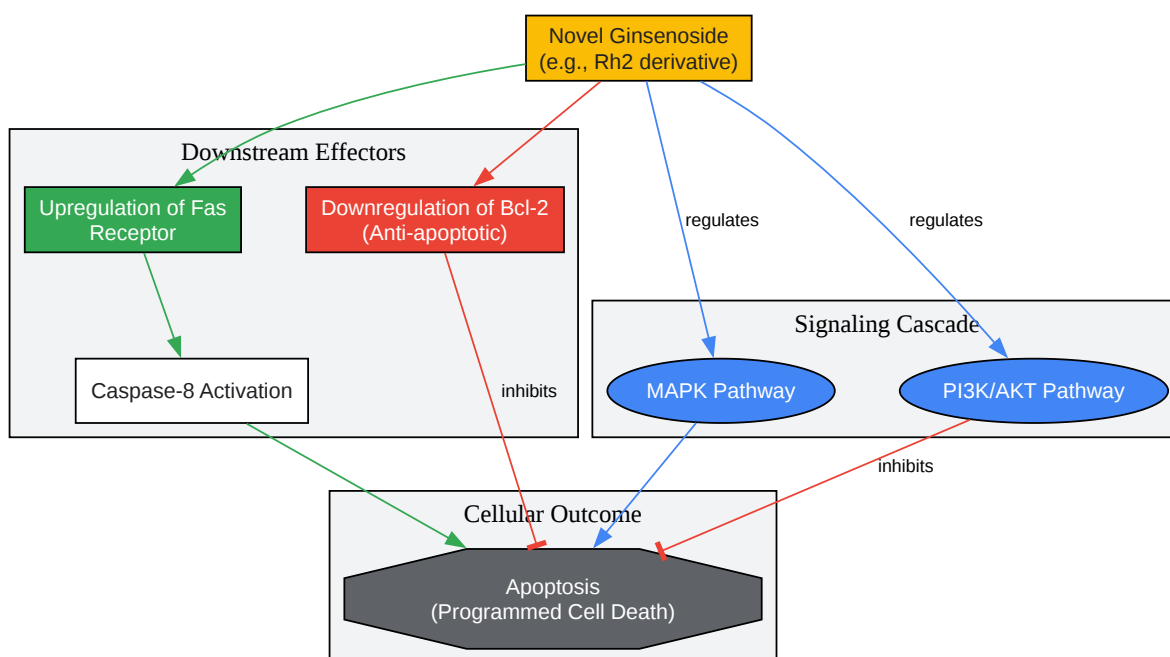 Novel Ginsenoside
(e.g., Rh2 derivative)
Downstream Effectors
Upregulation of Fas
Receptor
Downregulation of Bcl-2
(Anti-apoptotic)
regulates
regulates
Signaling Cascade
Caspase-8 Activation
inhibits
MAPK Pathway
PI3K/AKT Pathway
inhibits
Cellular Outcome
Apoptosis
(Programmed Cell Death)